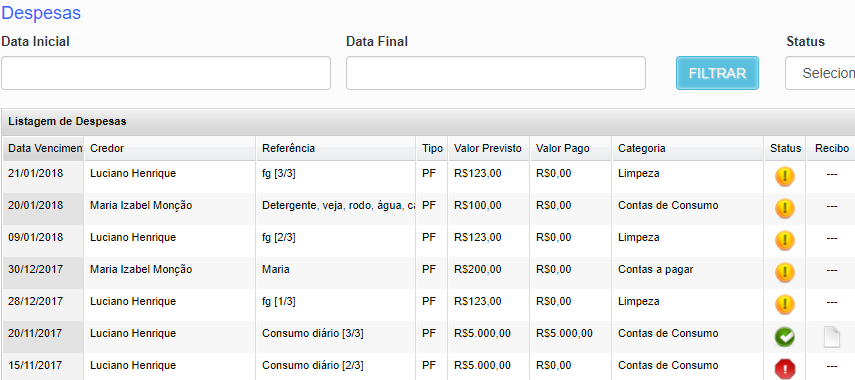 Despesas
Data Inicial Data Final Status
FILTRAR Selecion
Listagem de Despesas
Data Vencimen Credor Referência Tipo Valor Previsto Valor Pago Categoria Status Recibo
21/01/2018 Luciano Henrique fg [3/3] PF R$123,00 R$0,00 Limpeza ---
20/01/2018 Maria Izabel Monção Detergente, veja, rodo, água, ca PF R$100,00 R$0,00 Contas de Consumo ---
09/01/2018 Luciano Henrique fg [2/3] PF R$123,00 R$0,00 Limpeza ---
30/12/2017 Maria Izabel Monção Maria PF R$200,00 R$0,00 Contas a pagar ---
28/12/2017 Luciano Henrique fg [1/3] PF R$123,00 R$0,00 Limpeza ---
20/11/2017 Luciano Henrique Consumo diário [3/3] PF R$5.000,00 R$5.000,00 Contas de Consumo
15/11/2017 Luciano Henrique Consumo diário [2/3] PF R$5.000,00 R$0,00 Contas de Consumo ---